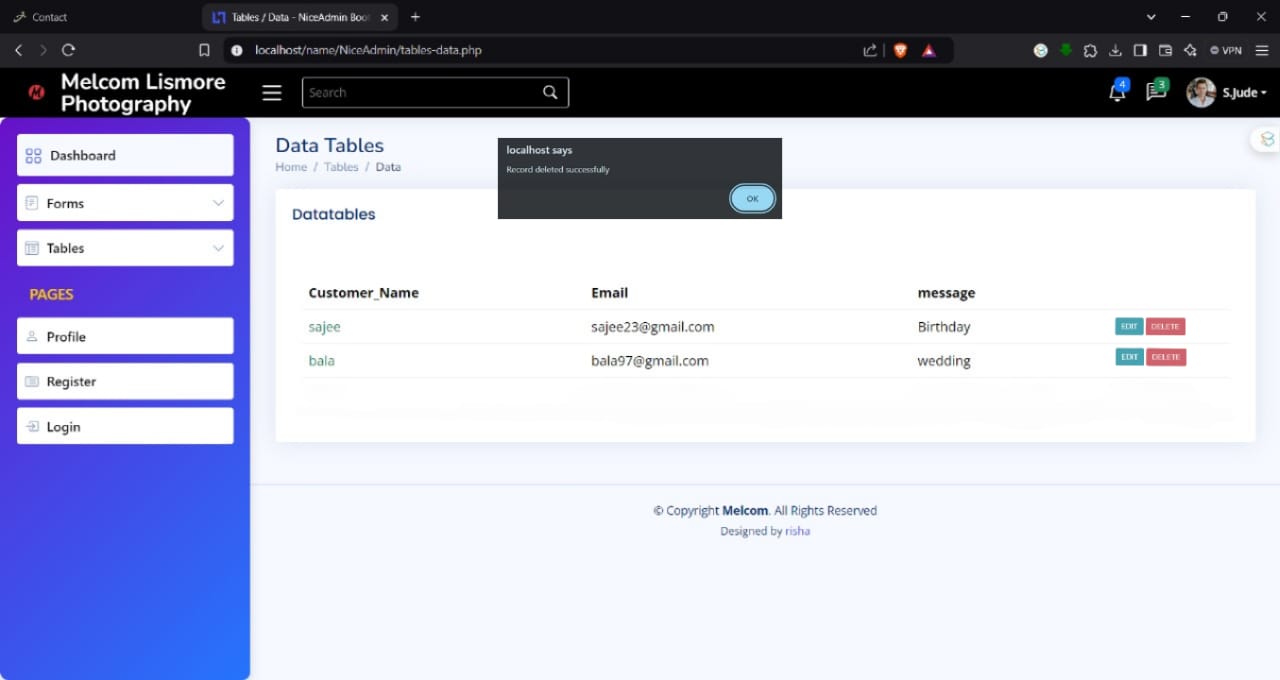 Contact
Tables / Data - NiceAdmin Boot
localhost/name/NiceAdmin/tables-data.php
VPN
Melcom Lismore
Photography
Search
4
3
S.Jude
Dashboard
Forms
Tables
PAGES
Profile
Register
Login
Data Tables
Home / Tables / Data
localhost says
Record deleted successfully
OK
Datatables
Customer_Name Email message
sajee sajee23@gmail.com Birthday EDIT DELETE
bala bala97@gmail.com wedding EDIT DELETE
© Copyright Melcom. All Rights Reserved
Designed by risha